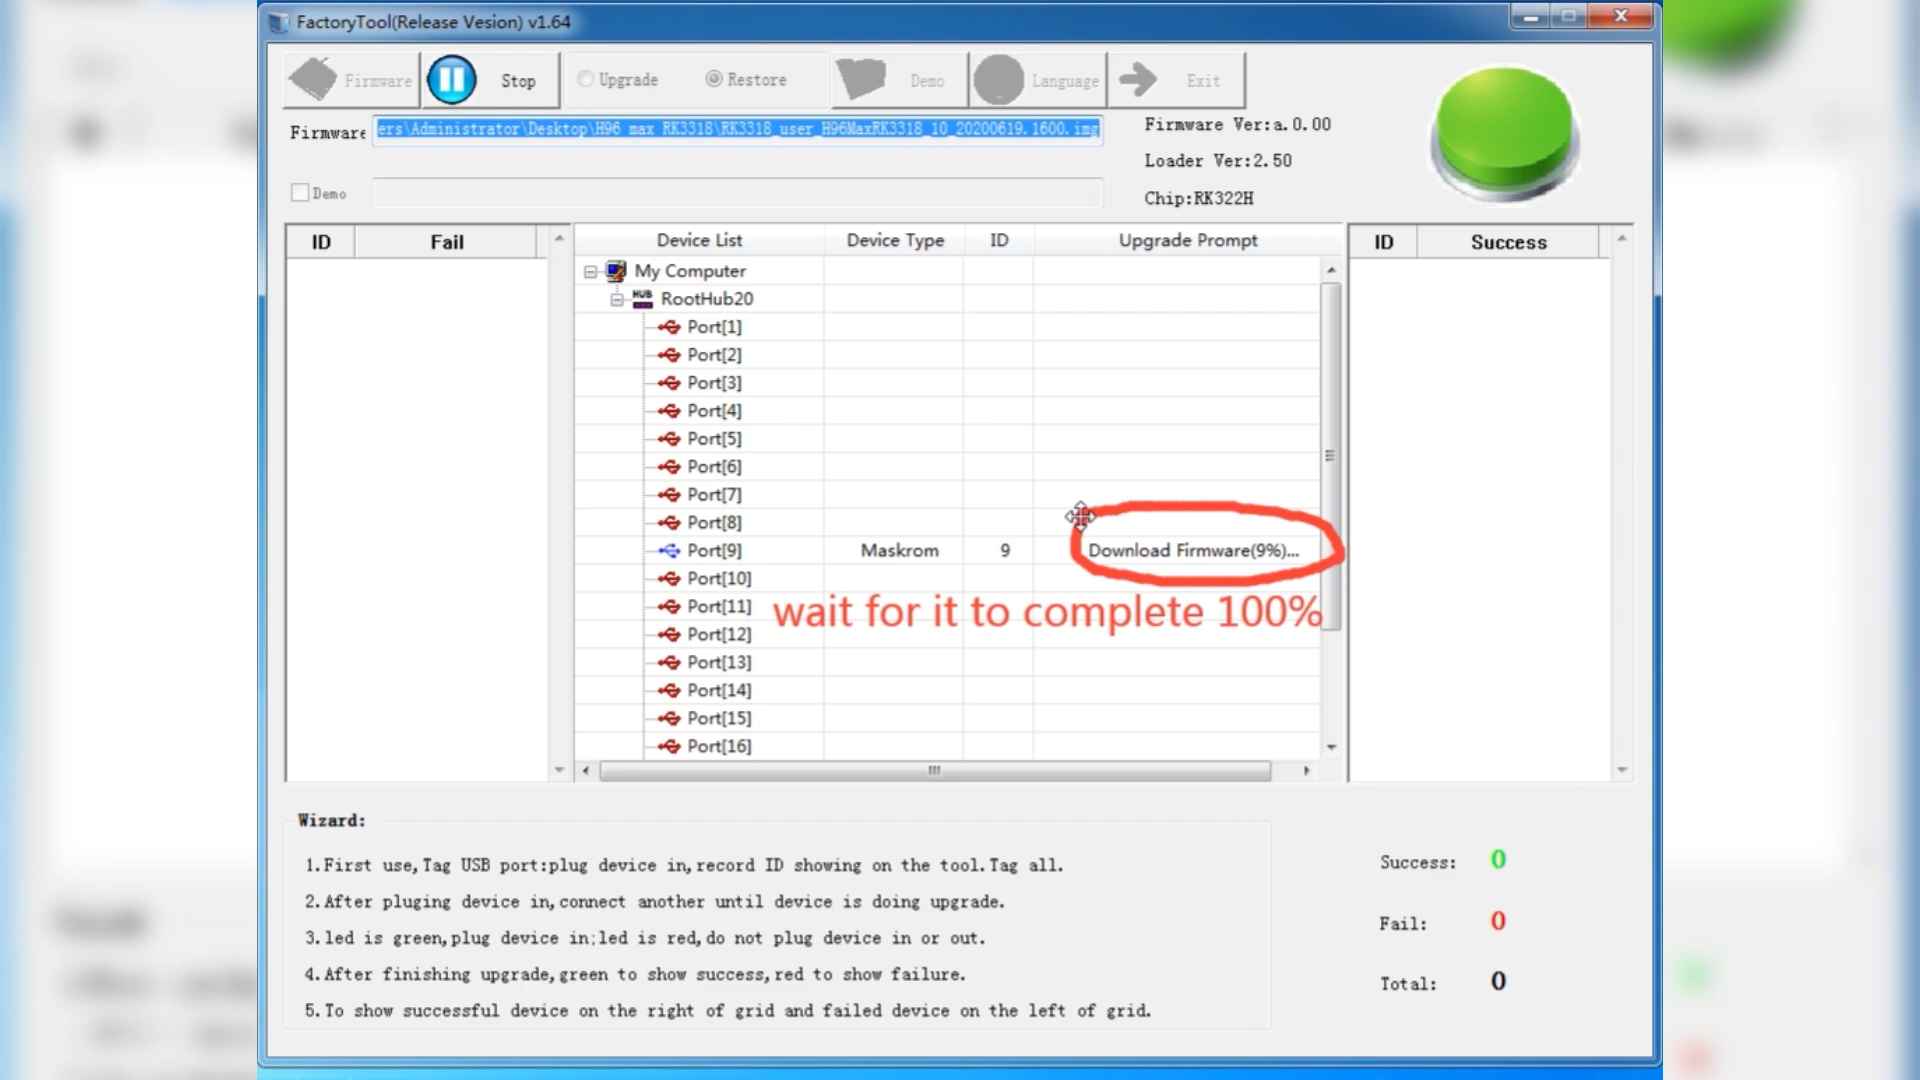 FactoryTool(Release Vesion) v1.64
Firmware
Stop
Upgrade
Restore
Demo
Language
Exit
Firmware
ers\Administrator\Desktop\H96 max RK3318\RK3318_user_H96MaxRK3318_10_20200619.1600.img
Firmware Ver:a.0.00
Loader Ver:2.50
Demo
Chip:RK322H
ID Fail
Device List Device Type ID Upgrade Prompt
ID Success
My Computer
HUB RootHub20
Port[1]
Port[2]
Port[3]
Port[4]
Port[5]
Port[6]
Port[7]
Port[8]
Port[9] Maskrom 9 Download Firmware(9%)...
Port[10]
Port[11]
wait for it to complete 100%
Port[12]
Port[13]
Port[14]
Port[15]
Port[16]
Wizard:
1.First use,Tag USB port:plug device in,record ID showing on the tool.Tag all.
2.After pluging device in,connect another until device is doing upgrade.
3.led is green,plug device in;led is red,do not plug device in or out.
4.After finishing upgrade,green to show success,red to show failure.
5.To show successful device on the right of grid and failed device on the left of grid.
Success: 0
Fail: 0
Total: 0